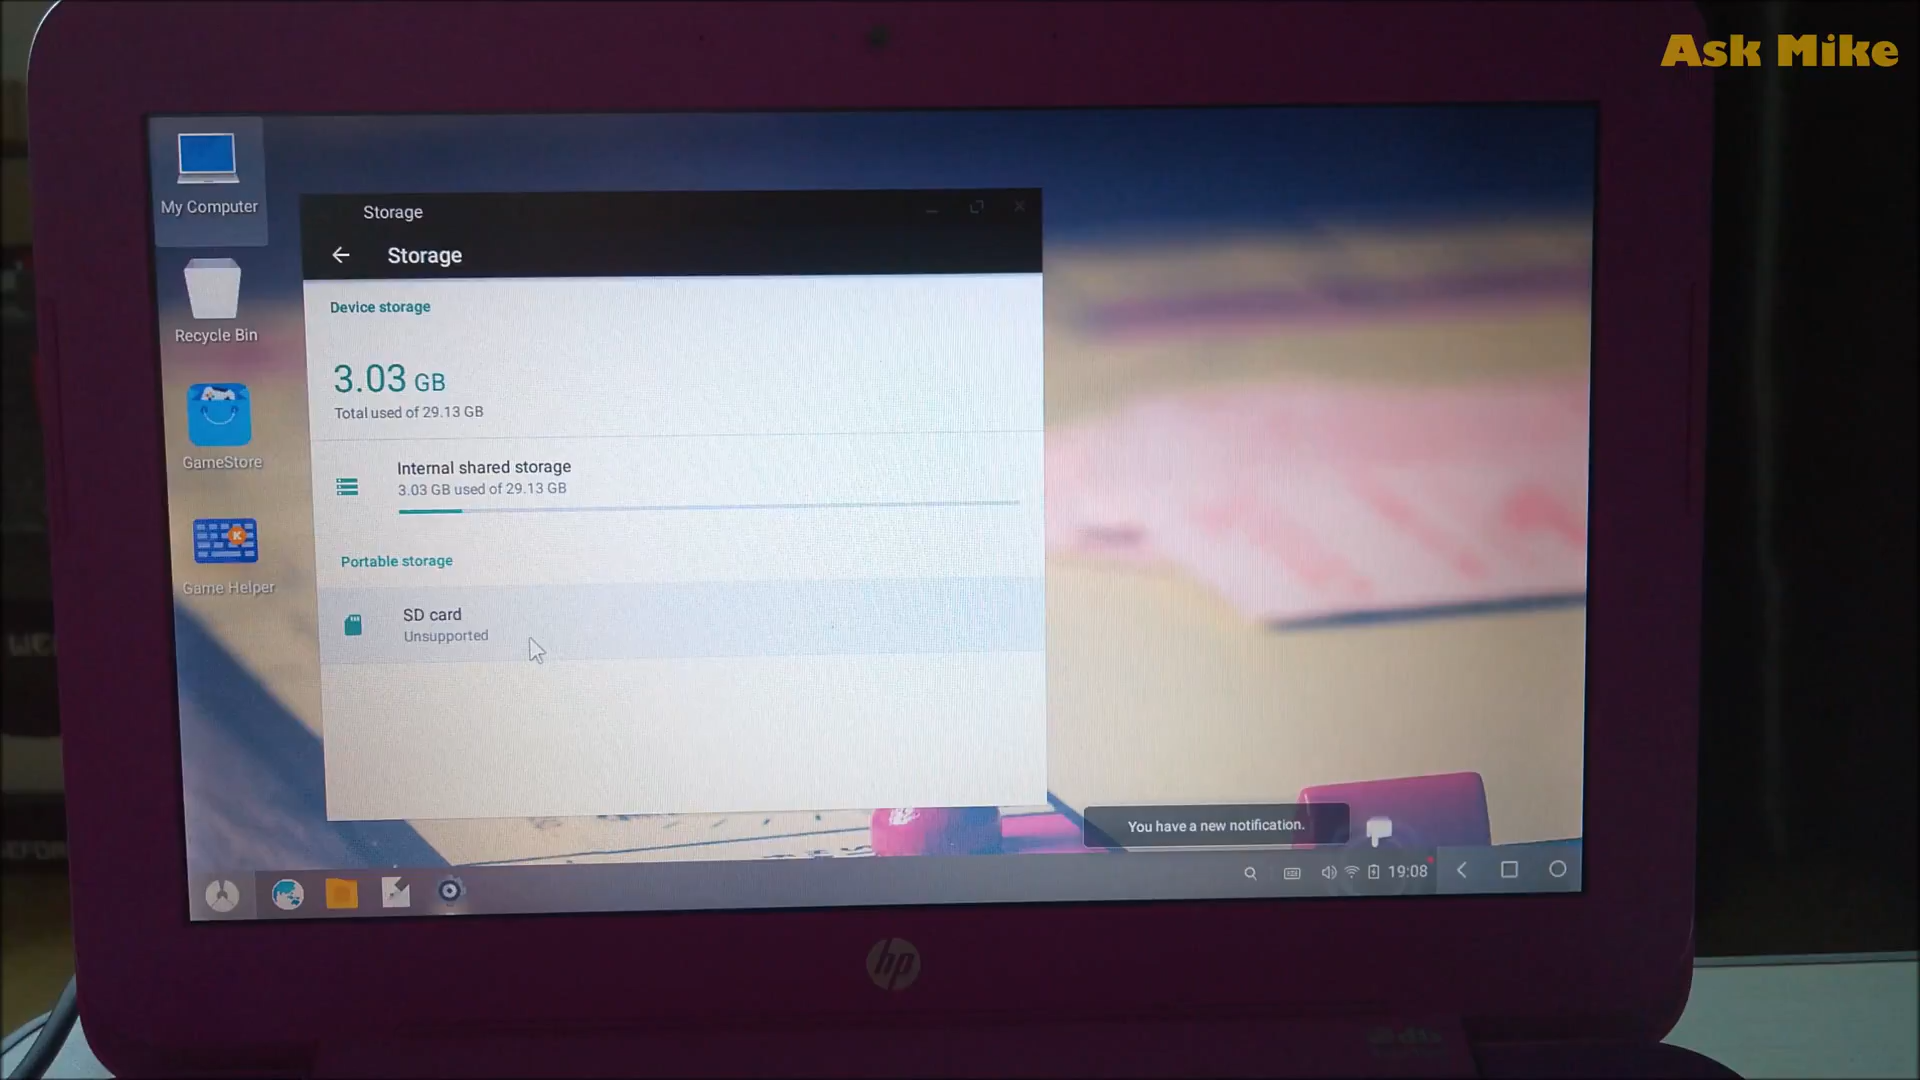 Ask Mike
My Computer
Recycle Bin
GameStore
Game Helper
Storage
Storage
Device storage
3.03 GB
Total used of 29.13 GB
Internal shared storage
3.03 GB used of 29.13 GB
Portable storage
SD card
Unsupported
You have a new notification.
19:08
hp